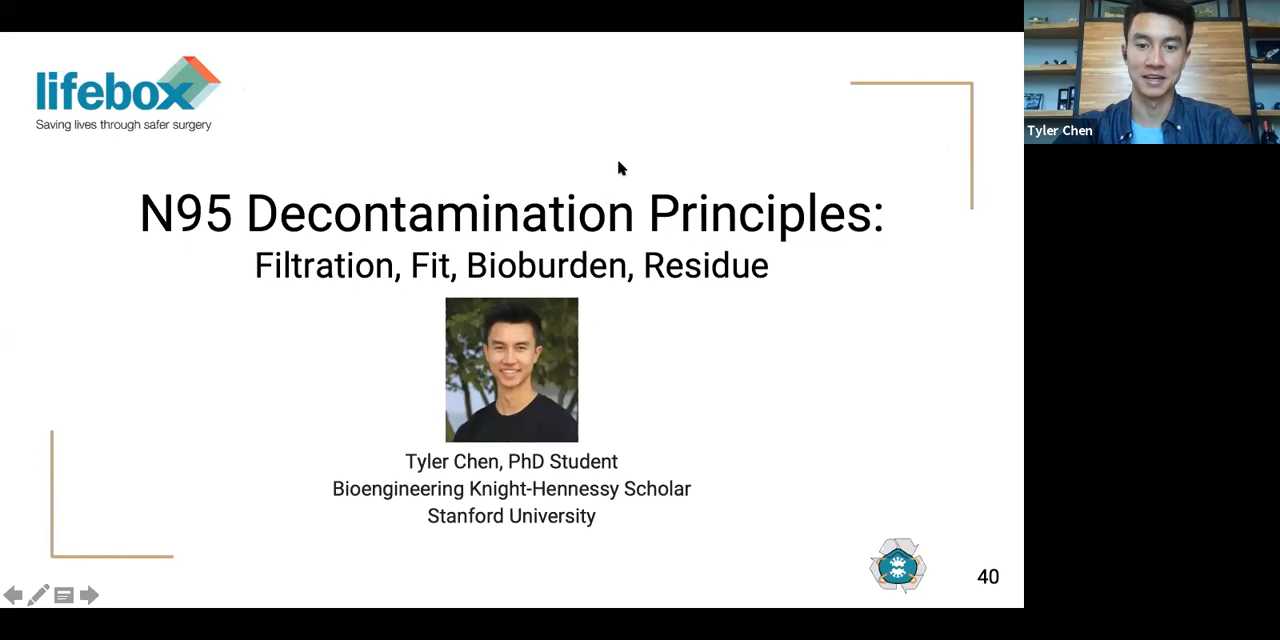 lifebox
Saving lives through safer surgery
N95 Decontamination Principles:
Filtration, Fit, Bioburden, Residue
Tyler Chen, PhD Student
Bioengineering Knight-Hennessy Scholar
Stanford University
40
Tyler Chen